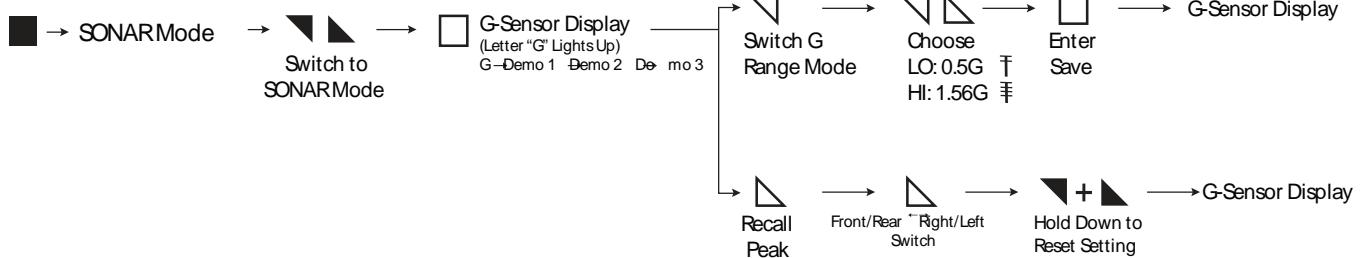 SONAR Mode
Switch to
SONAR Mode
G-Sensor Display
(Letter “G” Lights Up)
G→Demo 1 →Demo 2 De→ mo 3
Switch G
Range Mode
Choose
LO: 0.5G
HI: 1.56G
Enter
Save
G-Sensor Display
Recall
Peak
Front/Rear ←→ Right/Left
Switch
+
Hold Down to
Reset Setting
G-Sensor Display